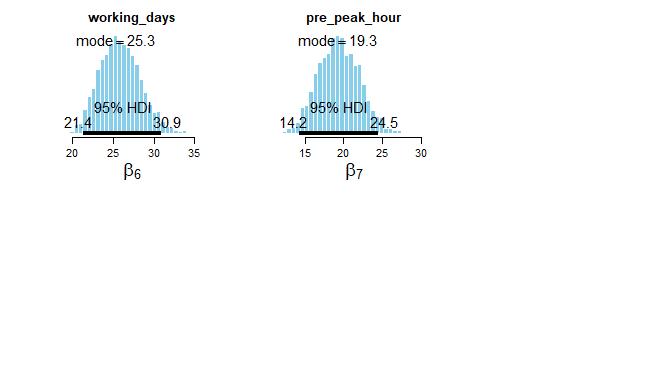 working_days
mode = 25.3
95% HDI
21.4 30.9
20 25 30 35
β6
pre_peak_hour
mode = 19.3
95% HDI
14.2 24.5
15 20 25 30
β7